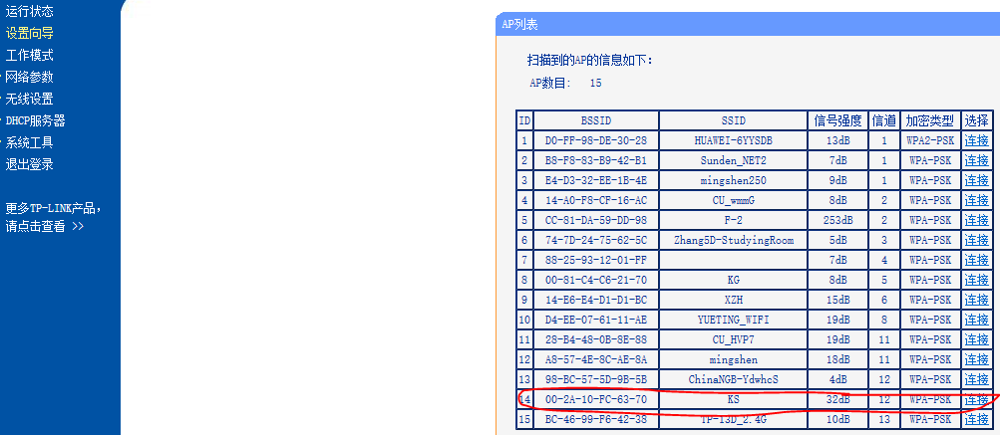 运行状态
设置向导
工作模式
网络参数
无线设置
DHCP服务器
系统工具
退出登录
更多TP-LINK产品,
请点击查看 >>
AP列表
扫描到的AP的信息如下:
AP数目: 15
ID BSSID SSID 信号强度 信道 加密类型 选择
1 D0-FF-98-DE-30-28 HUAWEI-6YYSDB 13dB 1 WPA2-PSK 连接
2 B8-F8-83-B9-42-B1 Sunden_NET2 7dB 1 WPA-PSK 连接
3 E4-D3-32-EE-1B-4E mingshen250 9dB 1 WPA-PSK 连接
4 14-A0-F8-CF-16-AC CU_wmmG 8dB 2 WPA-PSK 连接
5 CC-81-DA-59-DD-98 F-2 253dB 2 WPA-PSK 连接
6 74-7D-24-75-62-5C Zhang5D-StudyingRoom 5dB 3 WPA-PSK 连接
7 88-25-93-12-01-FF 7dB 4 WPA-PSK 连接
8 00-81-C4-C6-21-70 KG 8dB 5 WPA-PSK 连接
9 14-E6-E4-D1-D1-BC XZH 15dB 6 WPA-PSK 连接
10 D4-EE-07-61-11-AE YUETING_WIFI 19dB 8 WPA-PSK 连接
11 28-B4-48-0B-8E-88 CU_HVP7 19dB 11 WPA-PSK 连接
12 A8-57-4E-8C-AE-8A mingshen 18dB 11 WPA-PSK 连接
13 98-BC-57-5D-9B-5B ChinaNGB-YdwhcS 4dB 12 WPA-PSK 连接
14 00-2A-10-FC-63-70 KS 32dB 12 WPA-PSK 连接
15 BC-46-99-F6-42-38 TP-13D_2.4G 10dB 13 WPA-PSK 连接